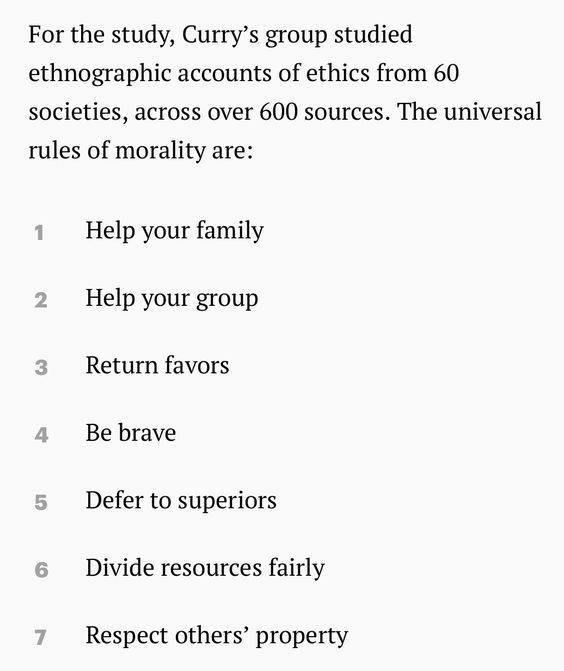 For the study, Curry’s group studied
ethnographic accounts of ethics from 60
societies, across over 600 sources. The universal
rules of morality are:
1 Help your family
2 Help your group
3 Return favors
4 Be brave
5 Defer to superiors
6 Divide resources fairly
7 Respect others’ property